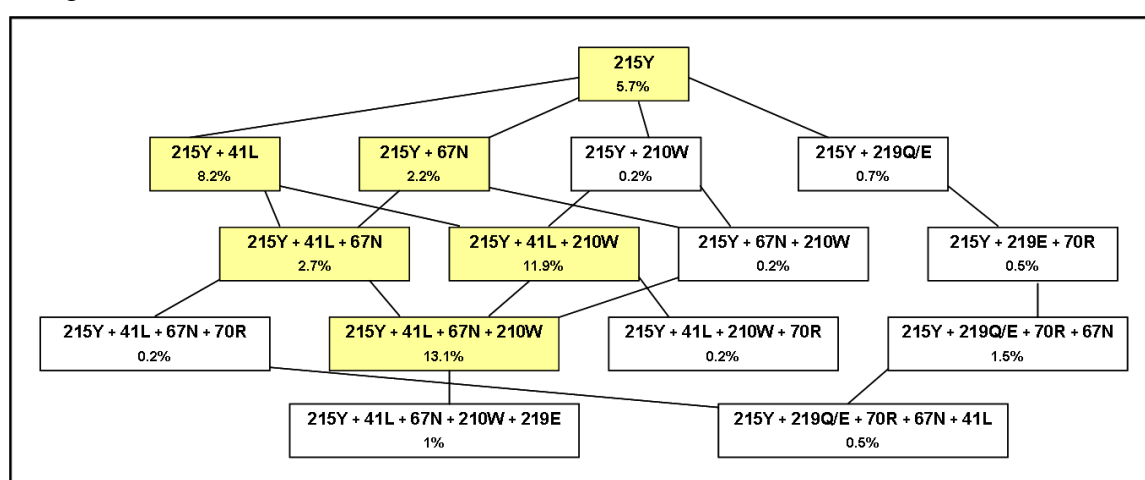 215Y
5.7%
215Y + 41L
8.2%
215Y + 67N
2.2%
215Y + 210W
0.2%
215Y + 219Q/E
0.7%
215Y + 41L + 67N
2.7%
215Y + 41L + 210W
11.9%
215Y + 67N + 210W
0.2%
215Y + 219E + 70R
0.5%
215Y + 41L + 67N + 70R
0.2%
215Y + 41L + 67N + 210W
13.1%
215Y + 41L + 210W + 70R
0.2%
215Y + 219Q/E + 70R + 67N
1.5%
215Y + 41L + 67N + 210W + 219E
1%
215Y + 219Q/E + 70R + 67N + 41L
0.5%